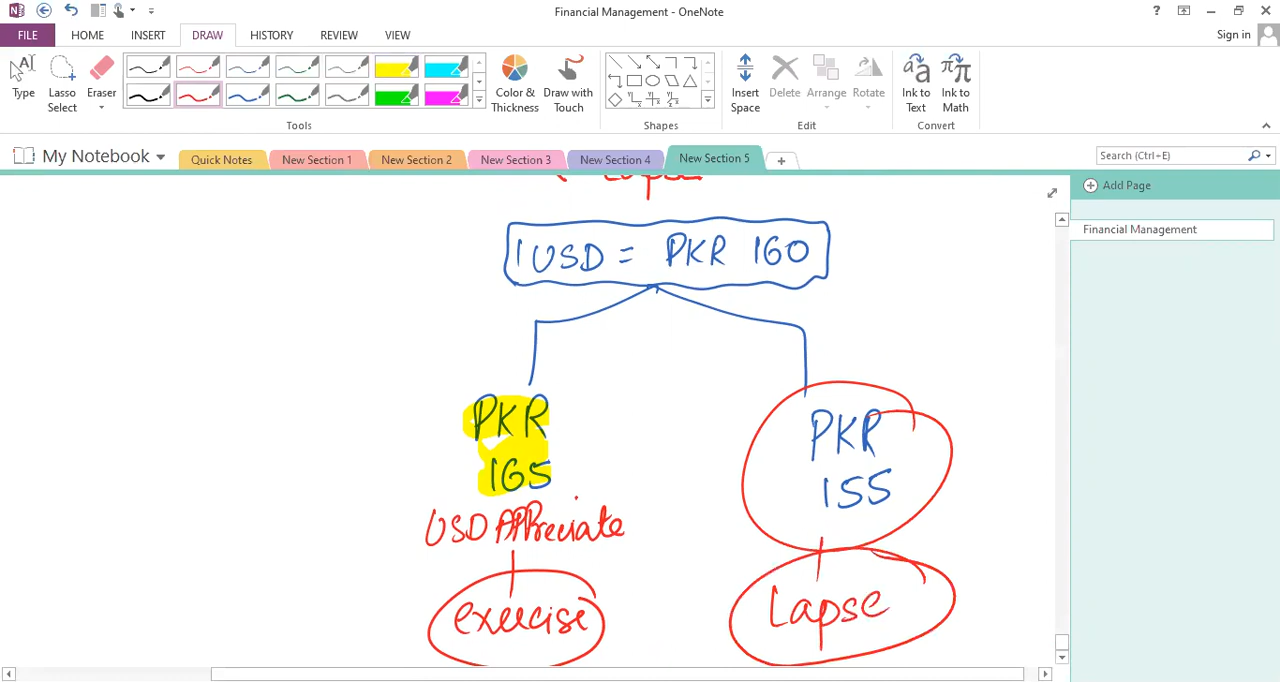 Financial Management - OneNote
?
FILE HOME INSERT DRAW HISTORY REVIEW VIEW
Sign in
Type
Lasso Select
Eraser
Color & Thickness
Draw with Touch
Insert Space
Delete
Arrange
Rotate
Ink to Text
Ink to Math
Tools
Shapes
Edit
Convert
My Notebook
Quick Notes
New Section 1
New Section 2
New Section 3
New Section 4
New Section 5
Search (Ctrl+E)
Add Page
Financial Management
1 USD = PKR 160
PKR
165
USD Appreciate
exercise
PKR
155
Lapse